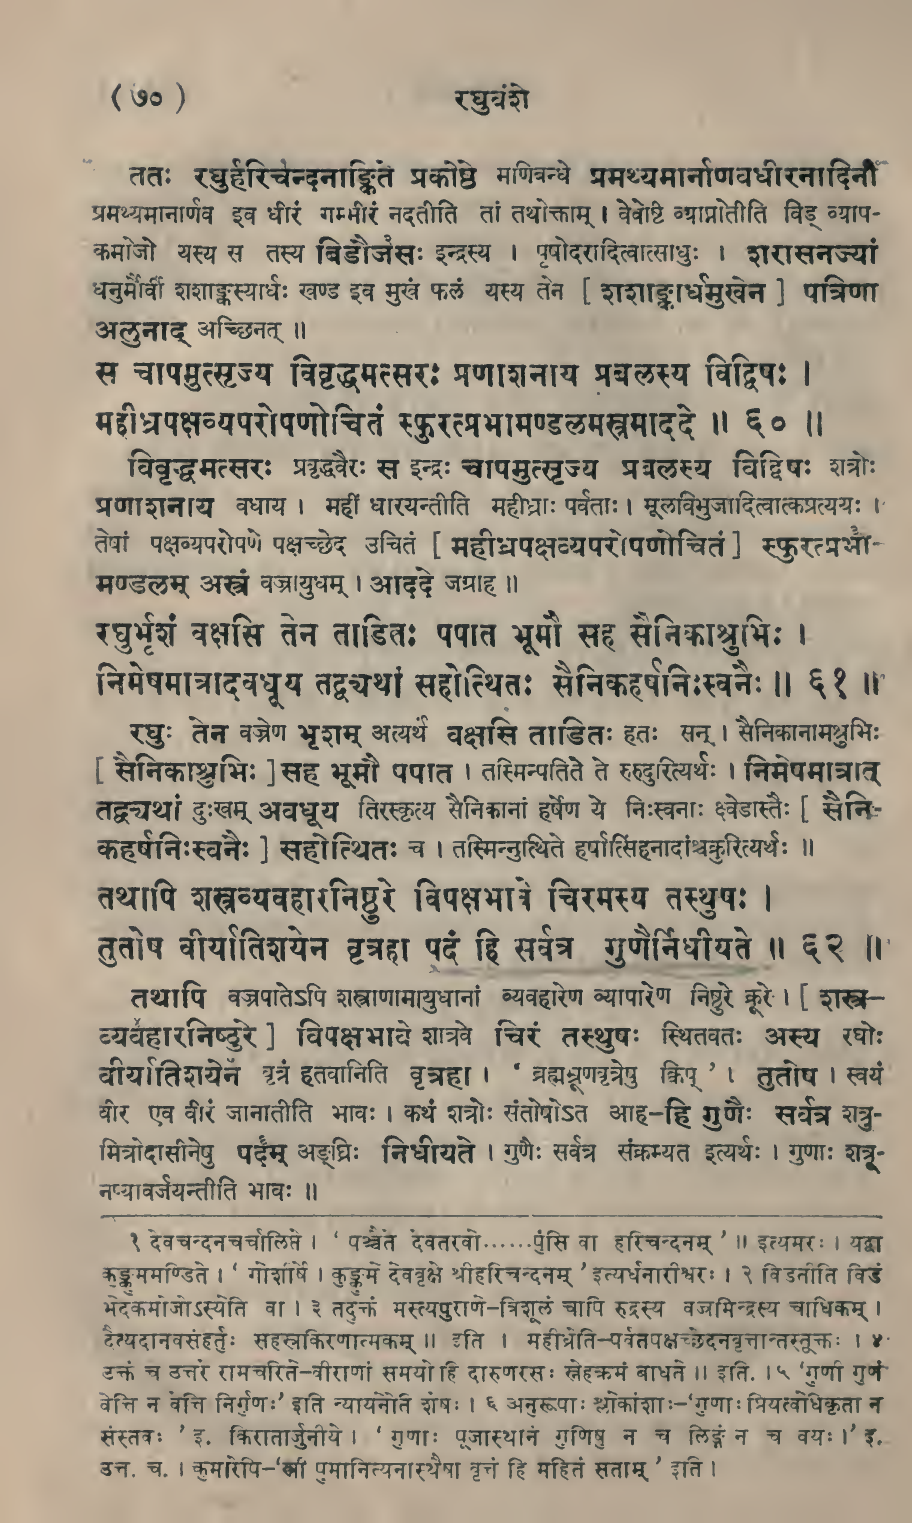 ( ७० ) रघुवंशे
ततः रघुर्हरिचन्दनाङ्किते प्रकोष्ठे मणिबन्धे प्रमथ्यमानार्णवधीरनादिनीं
प्रमथ्यमानार्णव इव धीरं गम्भीरं नदतीति तां तथोक्ताम् । वेवेष्टि व्याप्नोतीति विड् व्याप-
कमोजो यस्य स तस्य बिडौजसः इन्द्रस्य । पृषोदरादित्वात्साधुः । शरासनज्यां
धनुर्मौर्वीं शशाङ्कस्यार्धः खण्ड इव मुखं फलं यस्य तेन [ शशाङ्कार्धमुखेन ] पत्रिणा
अलुनाद् अच्छिनत् ॥
स चापमुत्सृज्य विवृद्धमत्सरः प्रणाशनाय प्रबलस्य विद्विषः ।
महीध्रपक्षव्यपरोपणोचितं स्फुरत्प्रभामण्डलमस्त्रमाददे ॥ ६० ॥
विवृद्धमत्सरः प्रवृद्धवैरः स इन्द्रः चापमुत्सृज्य प्रबलस्य विद्विषः शत्रोः
प्रणाशनाय वधाय । महीं धारयन्तीति महीध्राः पर्वताः । मूलविभुजादित्वात्कप्रत्ययः ।
तेषां पक्षव्यपरोपणे पक्षच्छेद उचितं [ महीध्रपक्षव्यपरोपणोचितं ] स्फुरत्प्रभा-
मण्डलम् अस्त्रं वज्रायुधम् । आददे जग्राह ॥
रघुर्भृशं वक्षसि तेन ताडितः पपात भूमौ सह सैनिकाश्रुभिः ।
निमेषमात्रादवधूय तद्व्यथां सहोत्थितः सैनिकहर्षनिःस्वनैः ॥ ६१ ॥
रघुः तेन वज्रेण भृशम् अत्यर्थं वक्षसि ताडितः हतः सन् । सैनिकानामश्रुभिः
[ सैनिकाश्रुभिः ] सह भूमौ पपात । तस्मिन्पतिते ते रुरुदुरित्यर्थः । निमेषमात्रात्
तद्व्यथां दुःखम् अवधूय तिरस्कृत्य सैनिकानां हर्षेण ये निःस्वनाः क्ष्वेडास्तैः [ सैनि-
कहर्षनिःस्वनैः ] सहोत्थितः च । तस्मिन्नुत्थिते हर्षात्सिंहनादांश्चक्रुरित्यर्थः ॥
तथापि शस्त्रव्यवहारनिष्ठुरे विपक्षभावे चिरमस्य तस्थुषः ।
तुतोष वीर्यातिशयेन वृत्रहा पदं हि सर्वत्र गुणैर्निधीयते ॥ ६२ ॥
तथापि वज्रपातेऽपि शस्त्राणामायुधानां व्यवहारेण व्यापारेण निष्ठुरे क्रूरे । [ शस्त्र-
व्यवहारनिष्ठुरे ] विपक्षभावे शात्रवे चिरं तस्थुषः स्थितवतः अस्य रघोः
वीर्यातिशयेन वृत्रं हतवानिति वृत्रहा । ' ब्रह्मभ्रूणवृत्रेषु क्विप् ' । तुतोष । स्वयं
वीर एव वीरं जानातीति भावः । कथं शत्रोः संतोषोऽत आह-हि गुणैः सर्वत्र शत्रु-
मित्रोदासीनेषु पदम् अङ्घ्रिः निधीयते । गुणैः सर्वत्र संक्रम्यत इत्यर्थः । गुणाः शत्रू-
नप्यावर्जयन्तीति भावः ॥
१ देवचन्दनचर्चालिप्ते । ' पञ्चैते देवतरवो......पुंसि वा हरिचन्दनम् ' ॥ इत्यमरः । यद्वा
कुङ्कुममण्डिते । ' गोशीर्षे । कुङ्कुमे देववृक्षे श्रीहरिचन्दनम् ' इत्यर्धनारीश्वरः । २ विडतीति विडं
भेदकमोजोऽस्येति वा । ३ तदुक्तं मत्स्यपुराणे-त्रिशूलं चापि रुद्रस्य वज्रमिन्द्रस्य चाधिकम् ।
दैत्यदानवसंहर्तुः सहस्रकिरणात्मकम् ॥ इति । महीध्रेति-पर्वतपक्षच्छेदनवृत्तान्तस्तूक्तः । ४
उक्तं च उत्तरे रामचरिते-वीराणां समयो हि दारुणरसः स्नेहक्रमं बाधते ॥ इति. । ५ 'गुणी गुणं
वेत्ति न वेत्ति निर्गुणः' इति न्यायेनेति शेषः । ६ अनुरूपाः श्लोकांशाः-'गुणाः प्रियत्वेधिकृता न
संस्तवः ' इ. किरातार्जुनीये । ' गुणाः पूजास्थानं गुणिषु न च लिङ्गं न च वयः ।' इ.
उत्त. च. । कुमारेपि-'स्त्री पुमानित्यनास्थैषा वृत्तं हि महितं सताम् ' इति ।